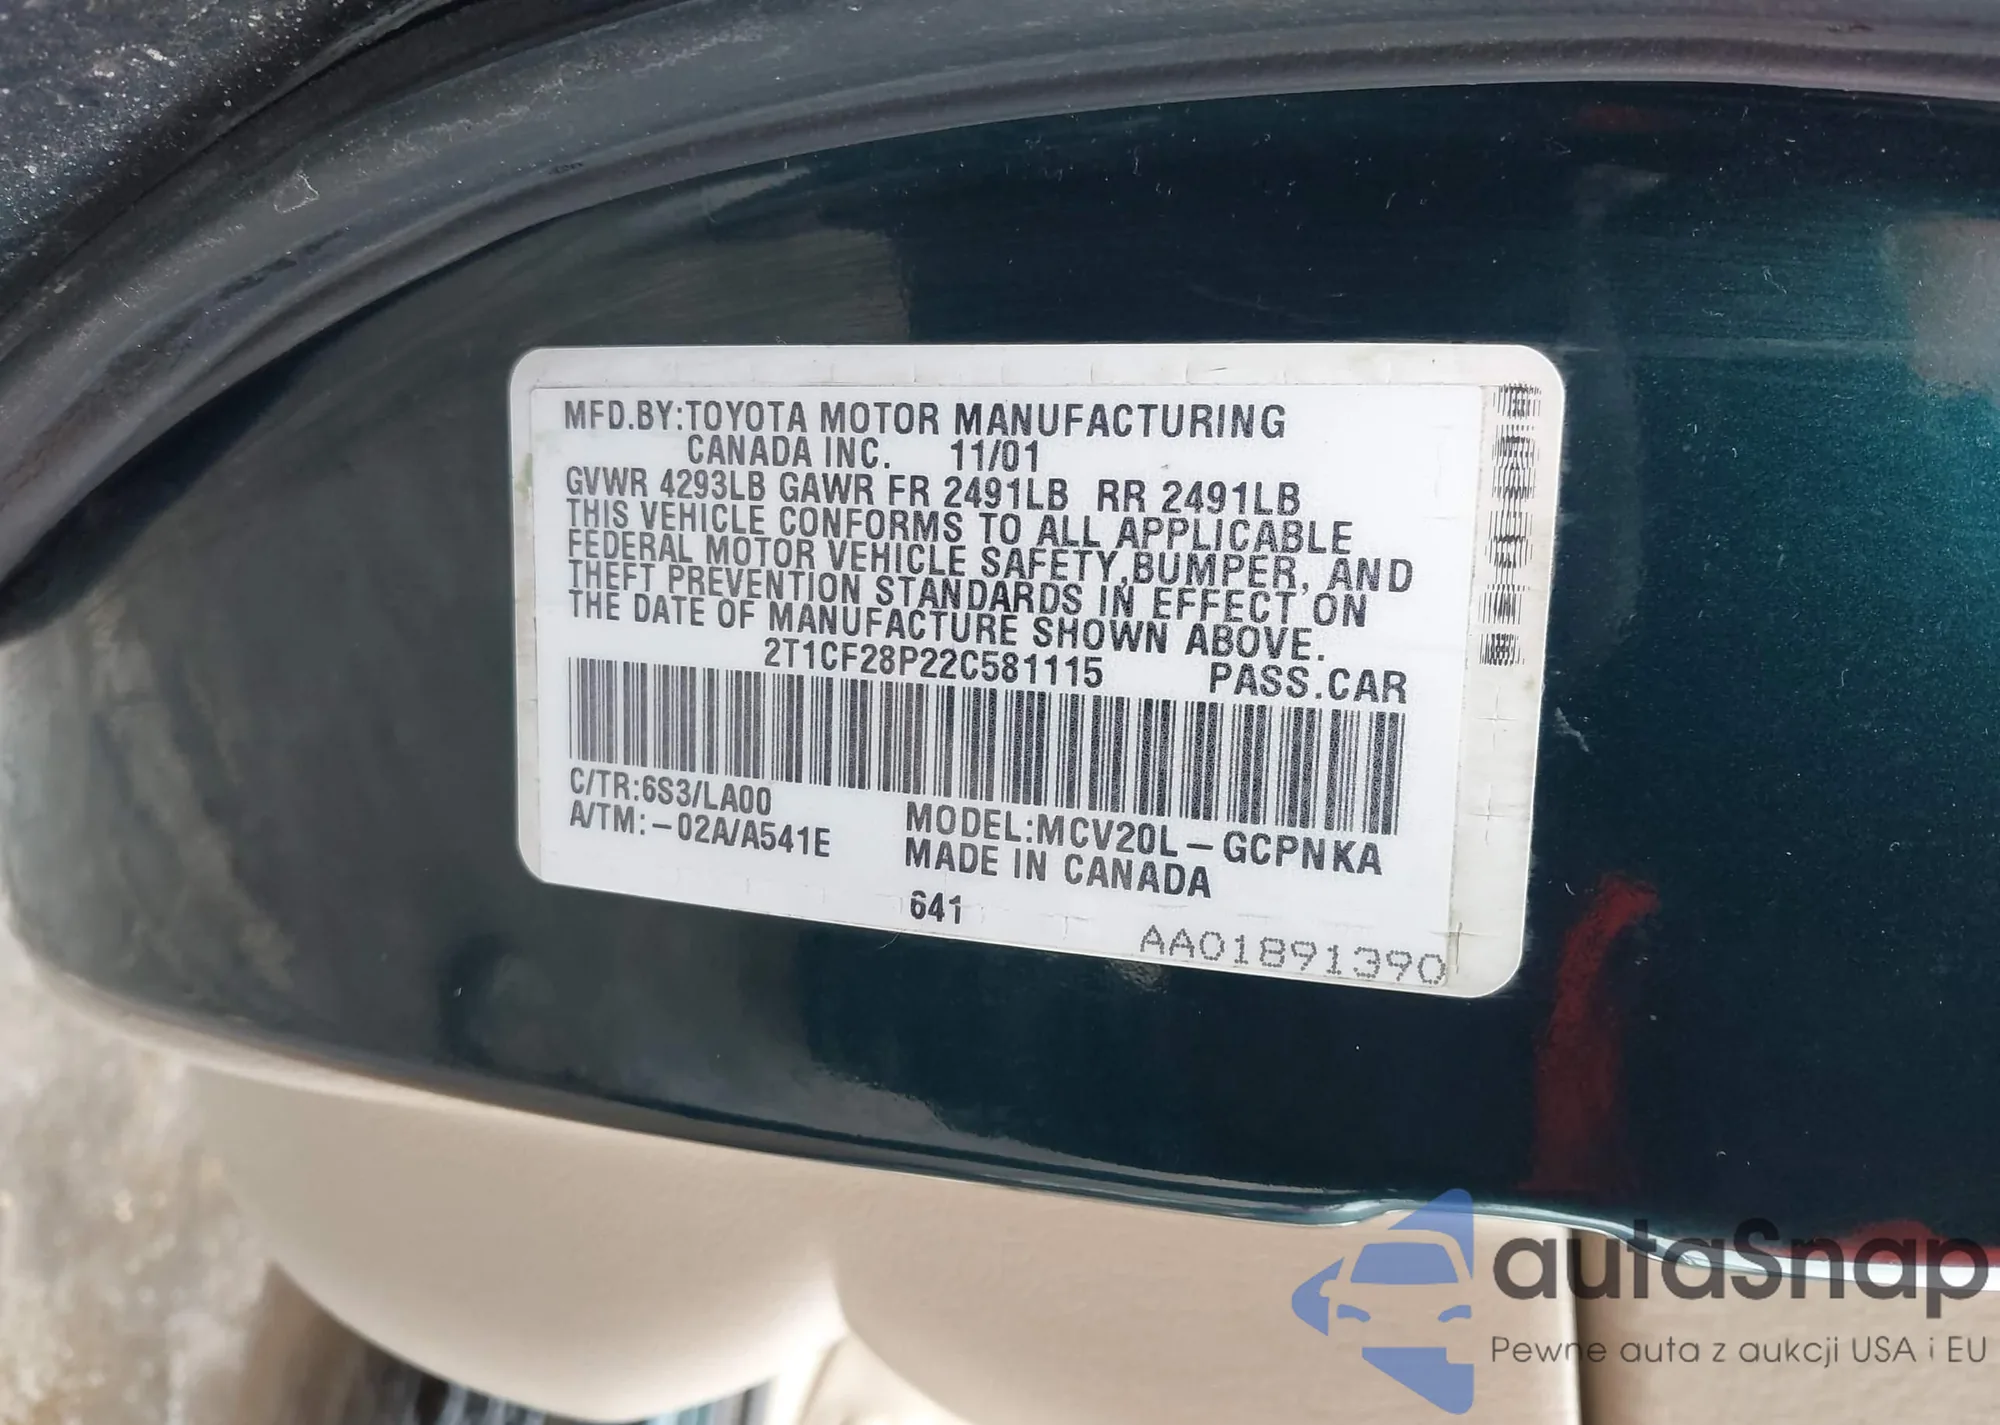 MFD.BY:TOYOTA MOTOR MANUFACTURING
CANADA INC. 11/01
GVWR 4293LB GAWR FR 2491LB RR 2491LB
THIS VEHICLE CONFORMS TO ALL APPLICABLE
FEDERAL MOTOR VEHICLE SAFETY,BUMPER, AND
THEFT PREVENTION STANDARDS IN EFFECT ON
THE DATE OF MANUFACTURE SHOWN ABOVE.
2T1CF28P22C581115 PASS.CAR
C/TR:6S3/LA00
A/TM:-02A/A541E
MODEL:MCV20L-GCPNKA
MADE IN CANADA
641
AA01891390
autaSnap
Pewne auta z aukcji USA i EU